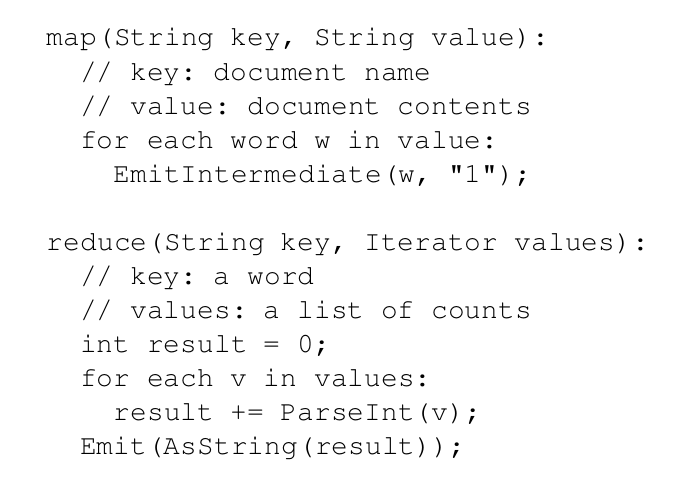 map(String key, String value):
// key: document name
// value: document contents
for each word w in value:
EmitIntermediate(w, "1");
reduce(String key, Iterator values):
// key: a word
// values: a list of counts
int result = 0;
for each v in values:
result += ParseInt(v);
Emit(AsString(result));